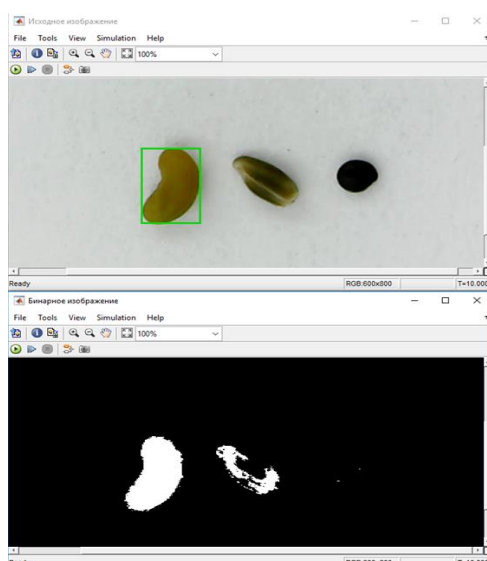 Исходное изображение
File Tools View Simulation Help
100%
Ready RGB:600x800 T=10.000
Бинарное изображение
File Tools View Simulation Help
100%